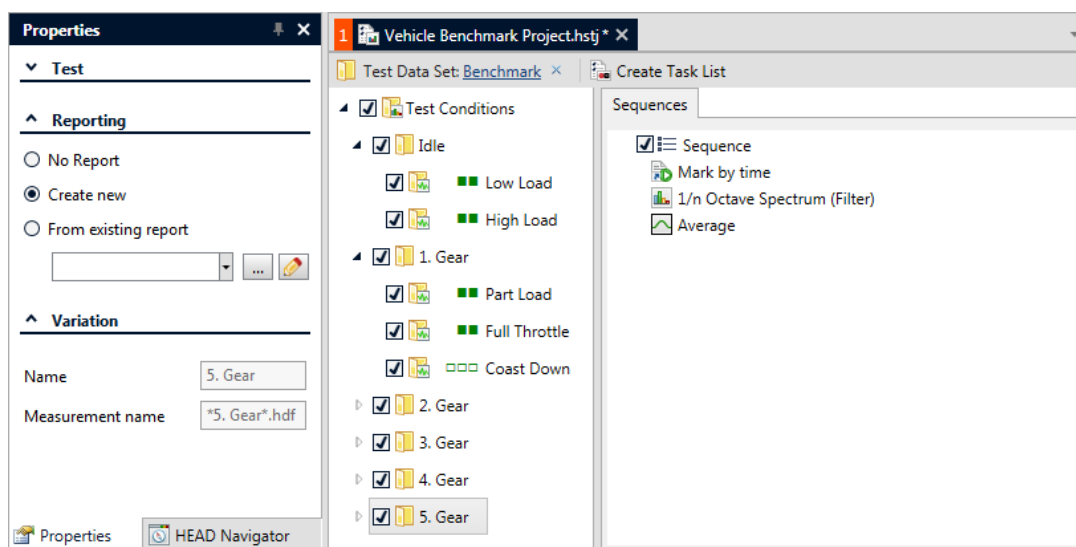 Properties
Test
Reporting
No Report
Create new
From existing report
...
Variation
Name
5. Gear
Measurement name
*5. Gear*.hdf
Properties
HEAD Navigator
1 Vehicle Benchmark Project.hstj *
Test Data Set: Benchmark
Create Task List
Test Conditions
Idle
Low Load
High Load
1. Gear
Part Load
Full Throttle
Coast Down
2. Gear
3. Gear
4. Gear
5. Gear
Sequences
Sequence
Mark by time
1/n Octave Spectrum (Filter)
Average